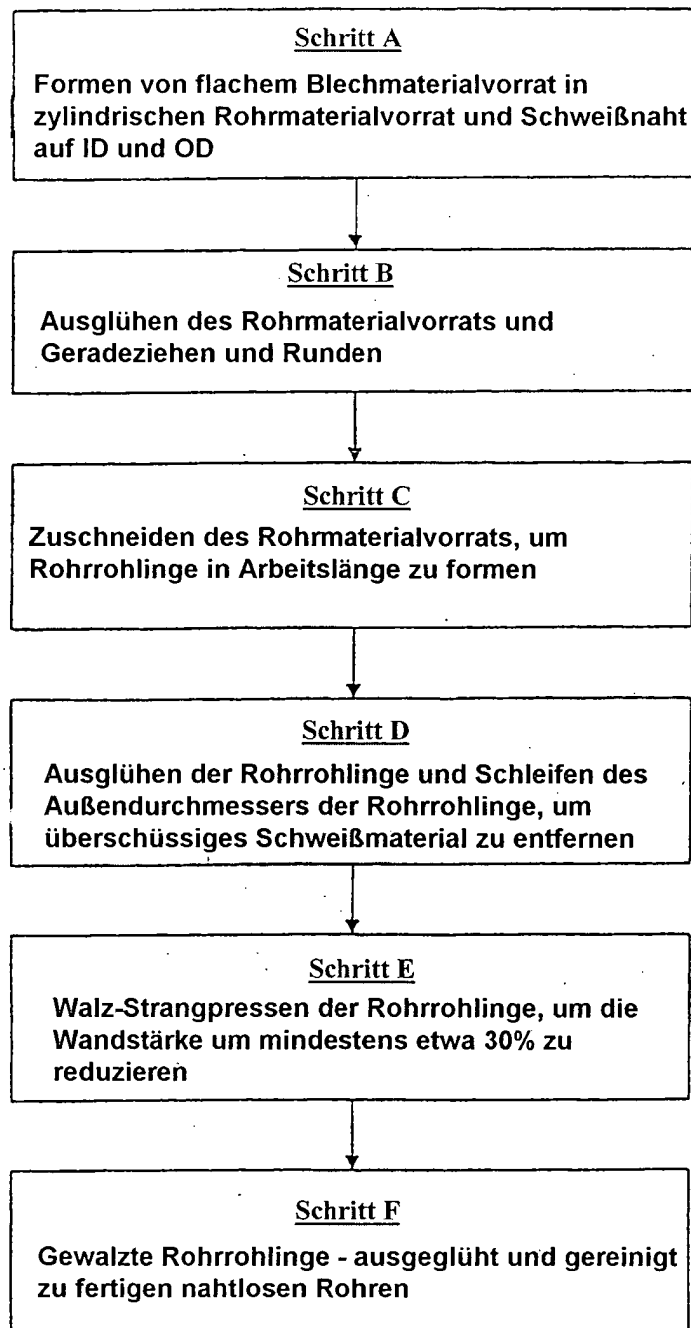 Schritt A
Formen von flachem Blechmaterialvorrat in
zylindrischen Rohrmaterialvorrat und Schweißnaht
auf ID und OD
Schritt B
Ausglühen des Rohrmaterialvorrats und
Geradeziehen und Runden
Schritt C
Zuschneiden des Rohrmaterialvorrats, um
Rohrrohlinge in Arbeitslänge zu formen
Schritt D
Ausglühen der Rohrrohlinge und Schleifen des
Außendurchmessers der Rohrrohlinge, um
überschüssiges Schweißmaterial zu entfernen
Schritt E
Walz-Strangpressen der Rohrrohlinge, um die
Wandstärke um mindestens etwa 30% zu
reduzieren
Schritt F
Gewalzte Rohrrohlinge - ausgeglüht und gereinigt
zu fertigen nahtlosen Rohren